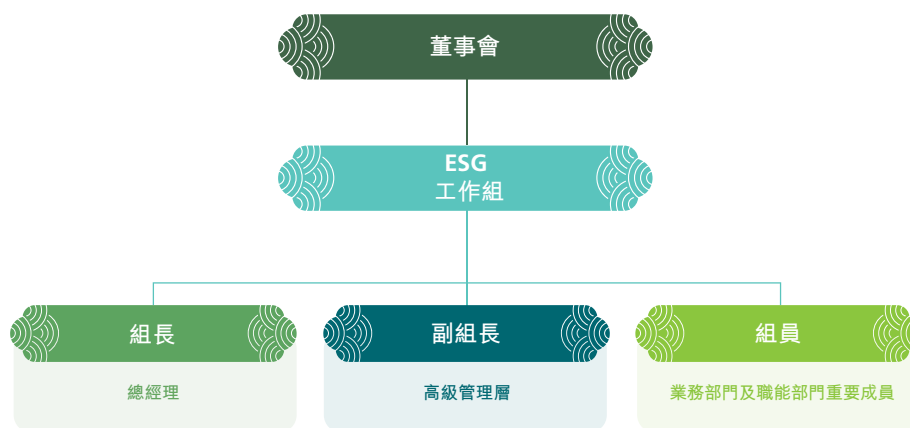 董事會
ESG
工作組
組長
副組長
組員
總經理
高級管理層
業務部門及職能部門重要成員